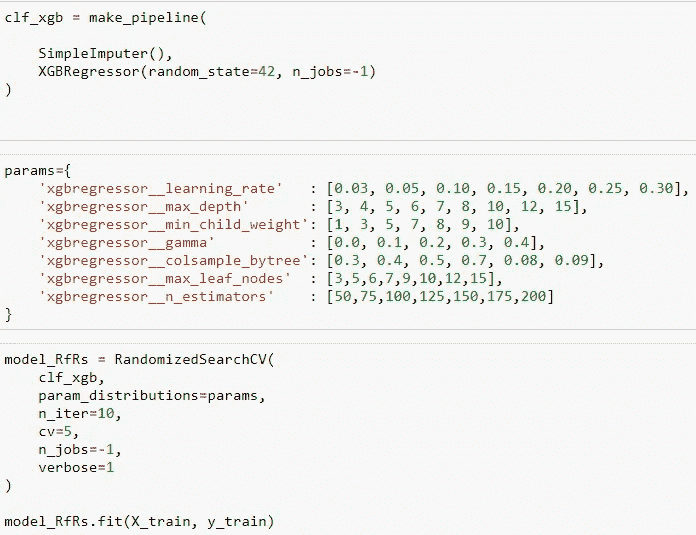 clf_xgb = make_pipeline(
SimpleImputer(),
XGBRegressor(random_state=42, n_jobs=-1)
)
params={
'xgbregressor__learning_rate'   : [0.03, 0.05, 0.10, 0.15, 0.20, 0.25, 0.30],
'xgbregressor__max_depth'       : [3, 4, 5, 6, 7, 8, 10, 12, 15],
'xgbregressor__min_child_weight': [1, 3, 5, 7, 8, 9, 10],
'xgbregressor__gamma'           : [0.0, 0.1, 0.2, 0.3, 0.4],
'xgbregressor__colsample_bytree': [0.3, 0.4, 0.5, 0.7, 0.08, 0.09],
'xgbregressor__max_leaf_nodes'  : [3,5,6,7,9,10,12,15],
'xgbregressor__n_estimators'    : [50,75,100,125,150,175,200]
}
model_RfRs = RandomizedSearchCV(
clf_xgb,
param_distributions=params,
n_iter=10,
cv=5,
n_jobs=-1,
verbose=1
)
model_RfRs.fit(X_train, y_train)